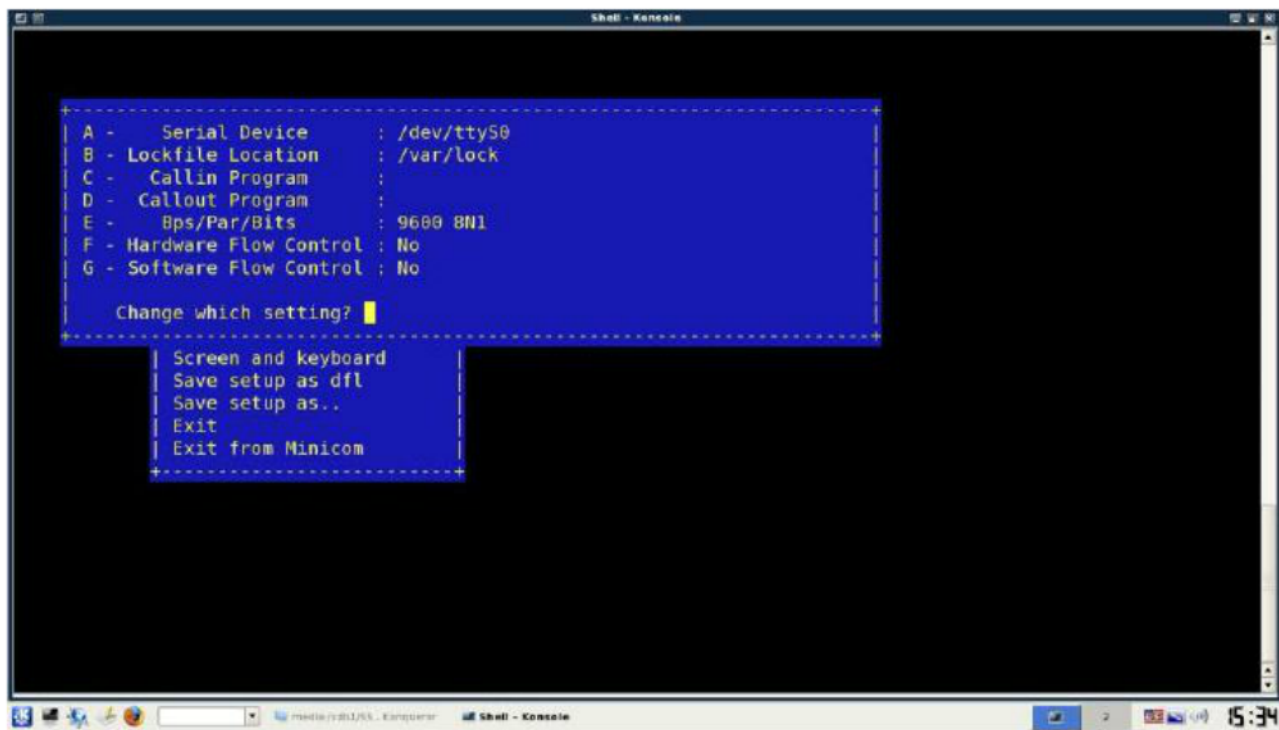 Shell - Konsole
A - Serial Device : /dev/ttyS0
B - Lockfile Location : /var/lock
C - Callin Program :
D - Callout Program :
E - Bps/Par/Bits : 9600 8N1
F - Hardware Flow Control : No
G - Software Flow Control : No
Change which setting?
Screen and keyboard
Save setup as dfl
Save setup as..
Exit
Exit from Minicom
Konqueror
Shell - Konsole
2
15:34